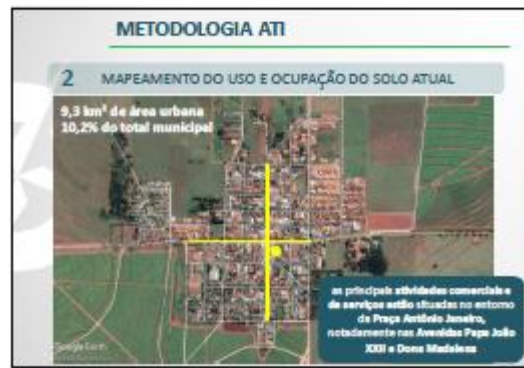 METODOLOGIA ATI
2 MAPEAMENTO DO USO E OCUPAÇÃO DO SOLO ATUAL
9,3 km² de área urbana
10,2% do total municipal
as principais atividades comerciais e
de serviços estão situadas no entorno
da Praça Antônio Janeiro,
notadamente nas Avenidas Papa João
XXII e Dona Madalena
Google Earth